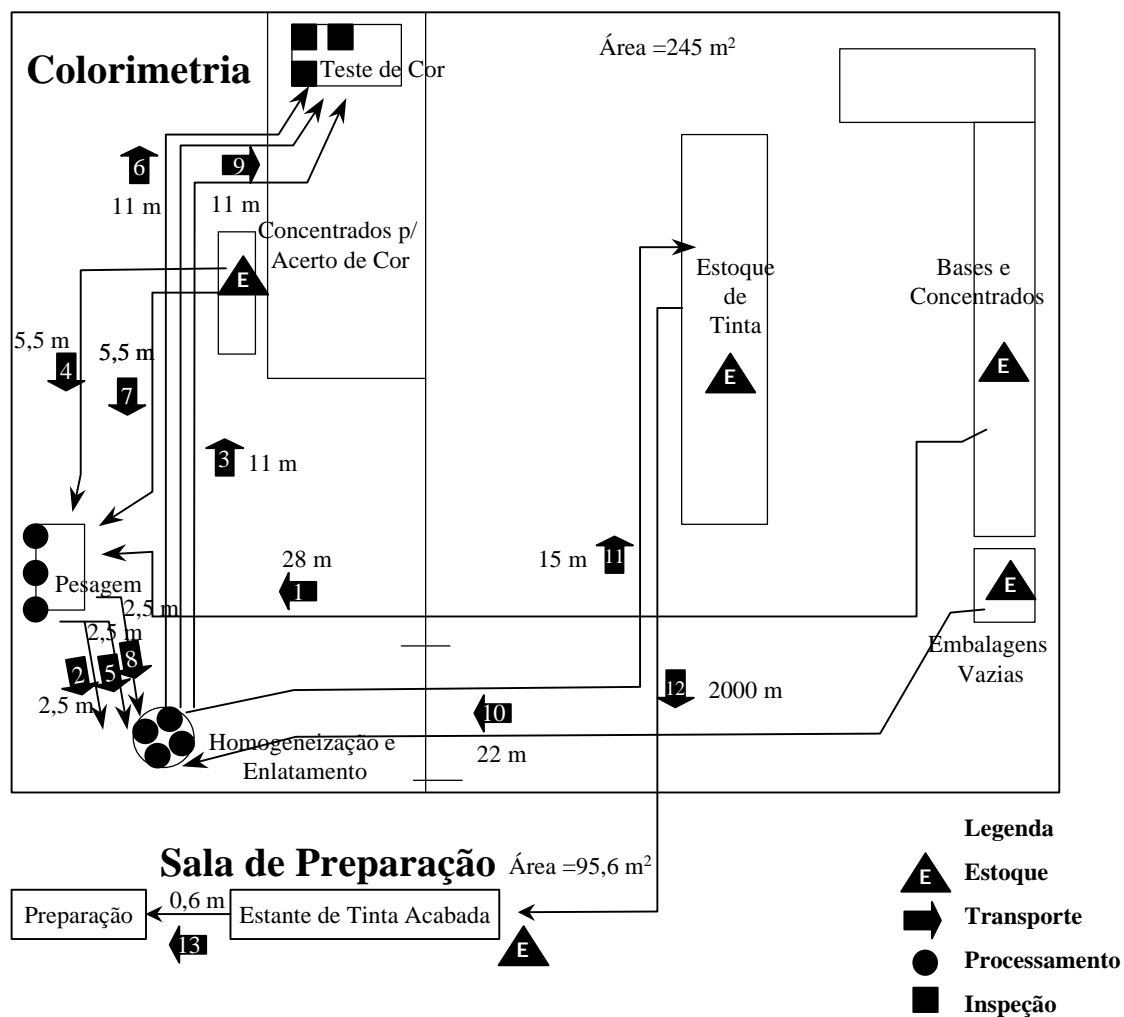 Colorimetria
Teste de Cor
Área =245 m²
6
9
11 m
11 m
Concentrados p/
Acerto de Cor
E
Estoque
de
Tinta
E
Bases e
Concentrados
E
5,5 m
4
5,5 m
7
3
11 m
28 m
1
15 m
11
Pesagem
2,5 m
2,5 m
2
5
8
2,5 m
E
Embalagens
Vazias
12
2000 m
10
22 m
Homogeneização e
Enlatamento
Sala de Preparação
Área =95,6 m²
Preparação
0,6 m
13
Estante de Tinta Acabada
E
Legenda
E
Estoque
Transporte
Processamento
Inspeção